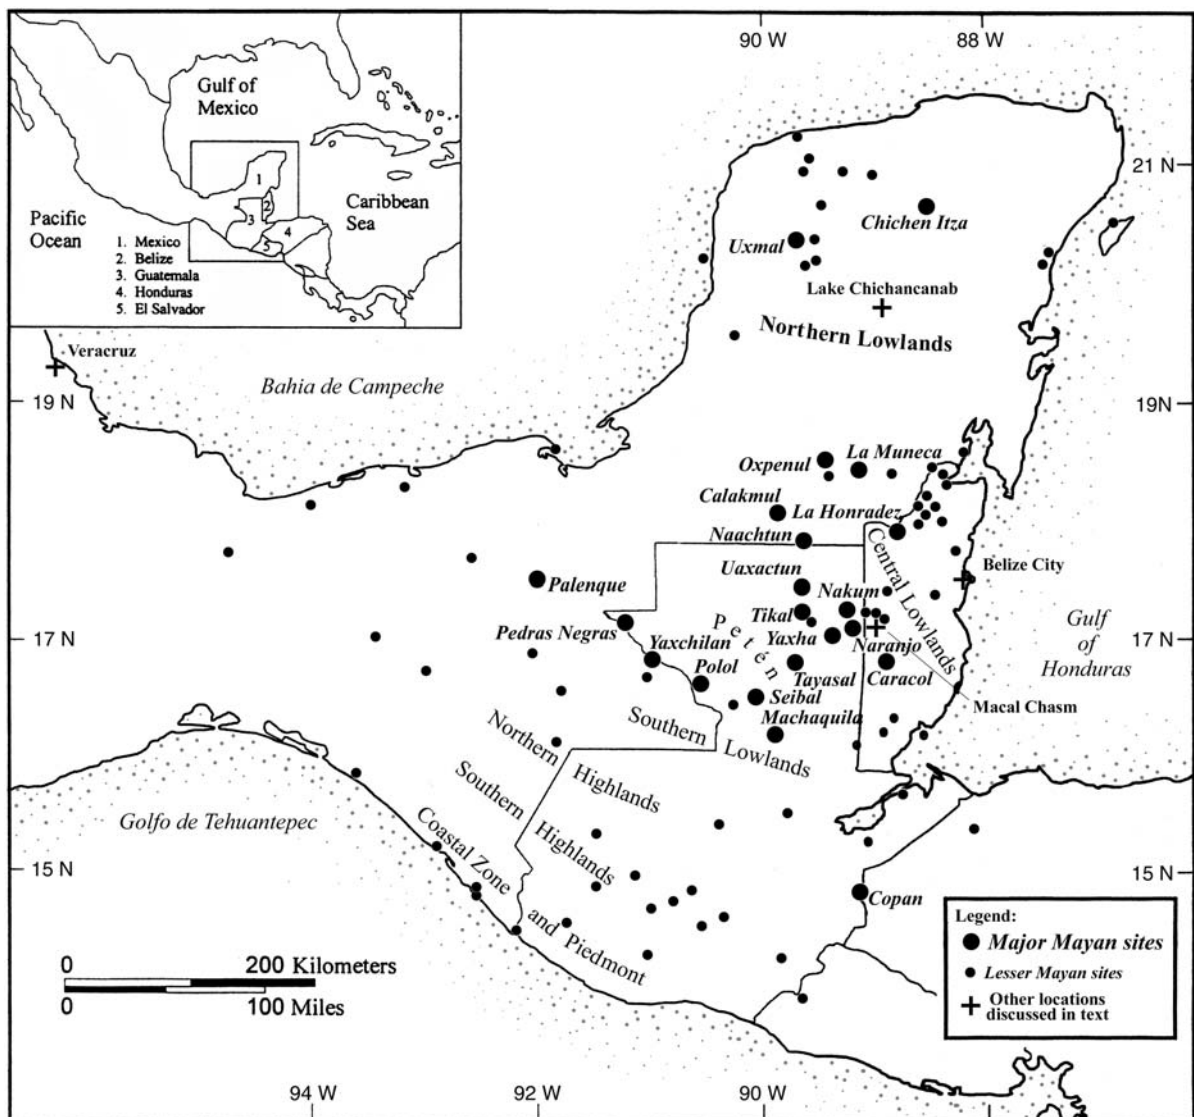 90 W
88 W
Gulf of
Mexico
Pacific
Ocean
Caribbean
Sea
1
2
3
4
5
1. Mexico
2. Belize
3. Guatemala
4. Honduras
5. El Salvador
21 N
Chichen Itza
Uxmal
Lake Chichancanab
Northern Lowlands
Veracruz
Bahia de Campeche
19 N
19 N
Oxpenul
La Muneca
Calakmul
La Honradez
Naachtun
Central Lowlands
Uaxactun
Belize City
Palenque
Nakum
Tikal
Petén
Pedras Negras
Yaxchilan
Yaxha
Naranjo
Gulf
of
Honduras
17 N
17 N
Polol
Tayasal
Caracol
Seibal
Machaquila
Macal Chasm
Southern Lowlands
Northern Highlands
Southern Highlands
Golfo de Tehuantepec
Coastal Zone
and Piedmont
15 N
15 N
Copan
0 200 Kilometers
0 100 Miles
Legend:
Major Mayan sites
Lesser Mayan sites
Other locations
discussed in text
94 W
92 W
90 W